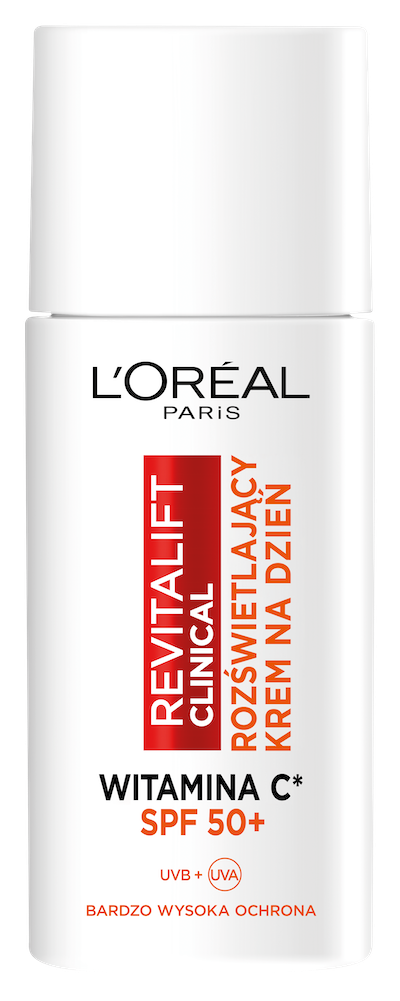 L'ORÉAL
PARiS
REVITALIFT
CLINICAL
ROZŚWIETLAJĄCY
KREM NA DZIEŃ
WITAMINA C*
SPF 50+
UVB + UVA
BARDZO WYSOKA OCHRONA